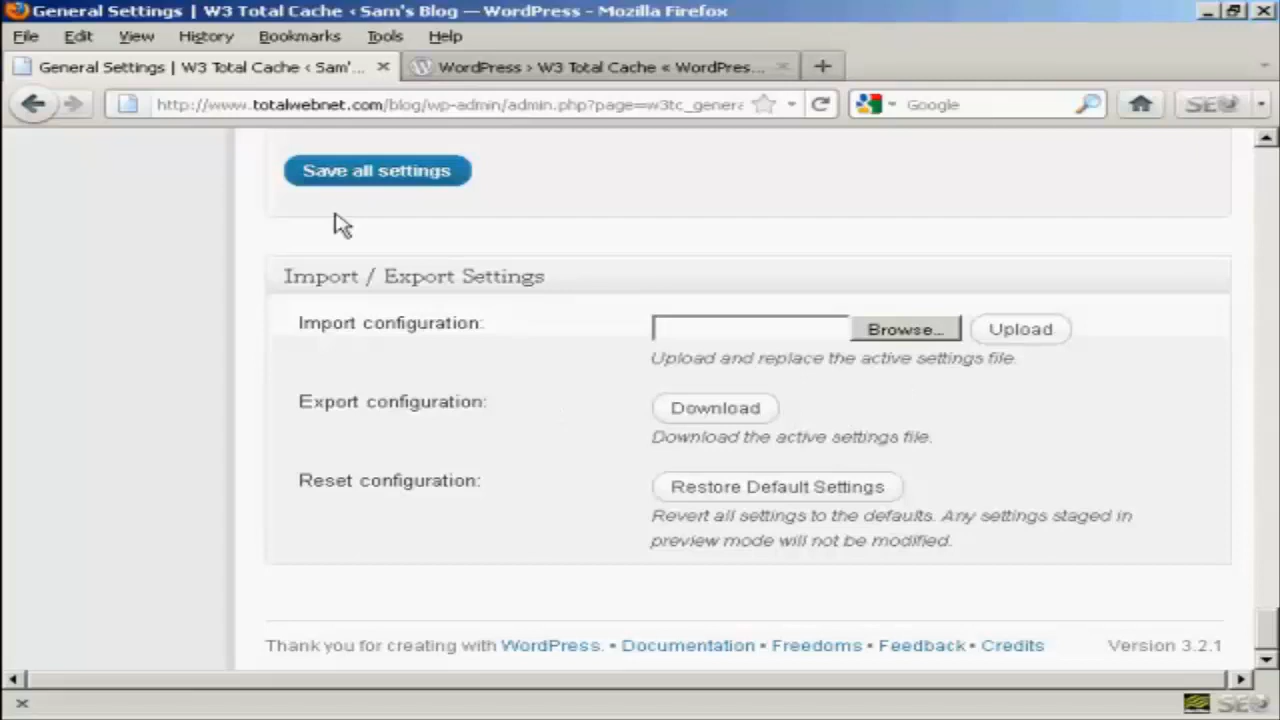 General Settings | W3 Total Cache ‹ Sam's Blog — WordPress - Mozilla Firefox
File Edit View History Bookmarks Tools Help
General Settings | W3 Total Cache ‹ Sam'... WordPress › W3 Total Cache « WordPres...
http://www.totalwebnet.com/blog/wp-admin/admin.php?page=w3tc_genera Google SEO
Save all settings
Import / Export Settings
Import configuration: Browse... Upload
Upload and replace the active settings file.
Export configuration: Download
Download the active settings file.
Reset configuration: Restore Default Settings
Revert all settings to the defaults. Any settings staged in
preview mode will not be modified.
Thank you for creating with WordPress. • Documentation • Freedoms • Feedback • Credits Version 3.2.1
SEO